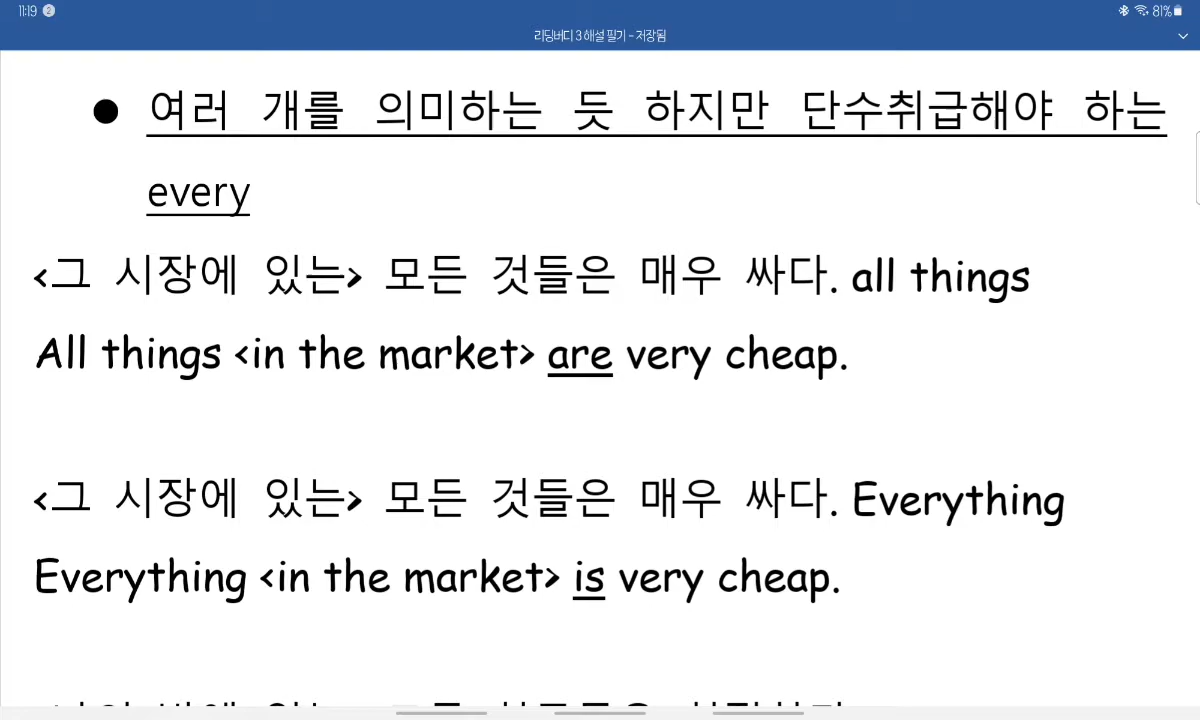 11:19 2 81%
리딩버디 3 해설 필기 - 저장됨
● 여러 개를 의미하는 듯 하지만 단수취급해야 하는
every
<그 시장에 있는> 모든 것들은 매우 싸다. all things
All things <in the market> are very cheap.
<그 시장에 있는> 모든 것들은 매우 싸다. Everything
Everything <in the market> is very cheap.